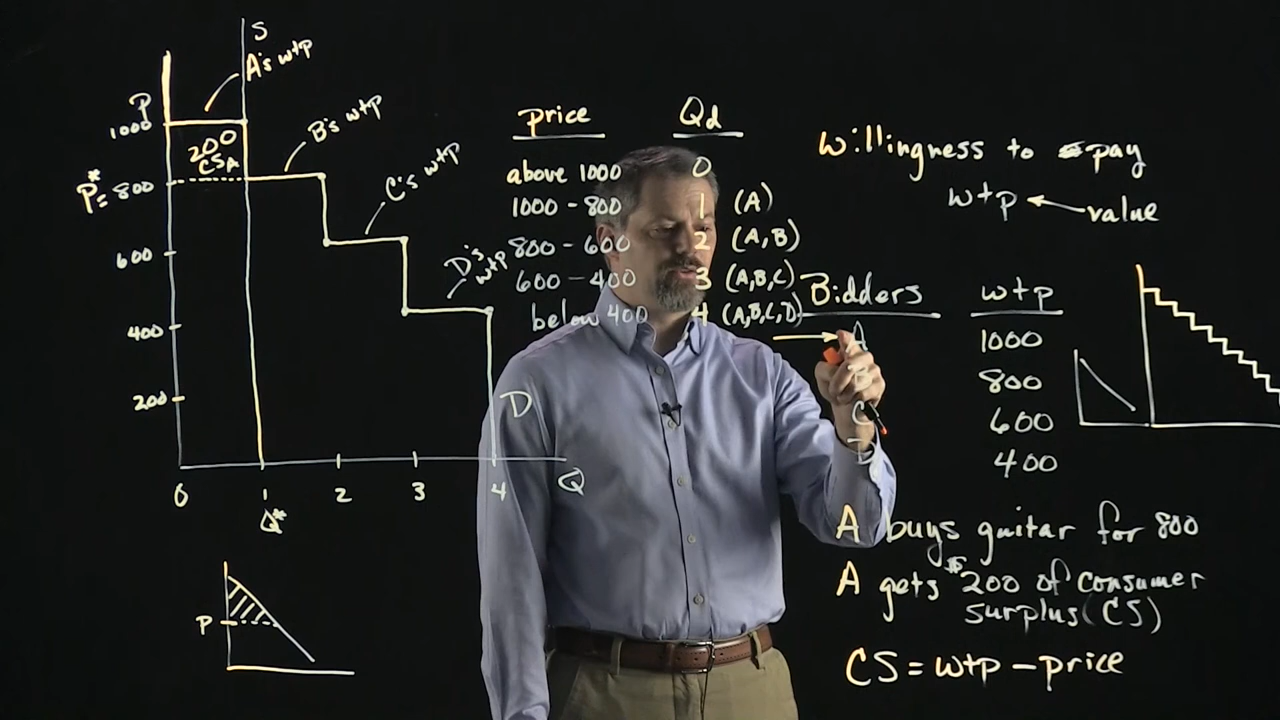 S
A's wtp
P
1000
200
CSA
B's wtp
P*= 800
C's wtp
600
D's wtp
400
200
D
0 1 2 3 4 Q
Q*
P
price Qd
above 1000 0
1000 - 800 1 (A)
800 - 600 2 (A,B)
600 - 400 3 (A,B,C)
below 400 4 (A,B,C,D)
Willingness to pay
wtp ← value
Bidders wtp
A 1000
B 800
C 600
400
A buys guitar for 800
A gets $200 of consumer
surplus (CS)
CS = wtp - price